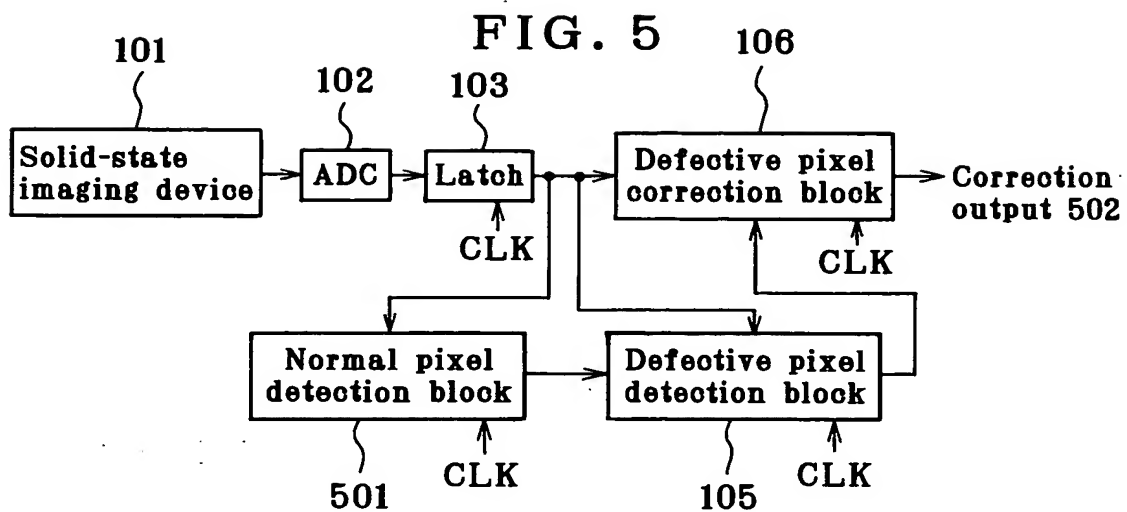 FIG. 5
101
102
103
106
Solid-state
imaging device
ADC
Latch
Defective pixel
correction block
Correction
output 502
CLK
CLK
Normal pixel
detection block
Defective pixel
detection block
CLK
CLK
501
105